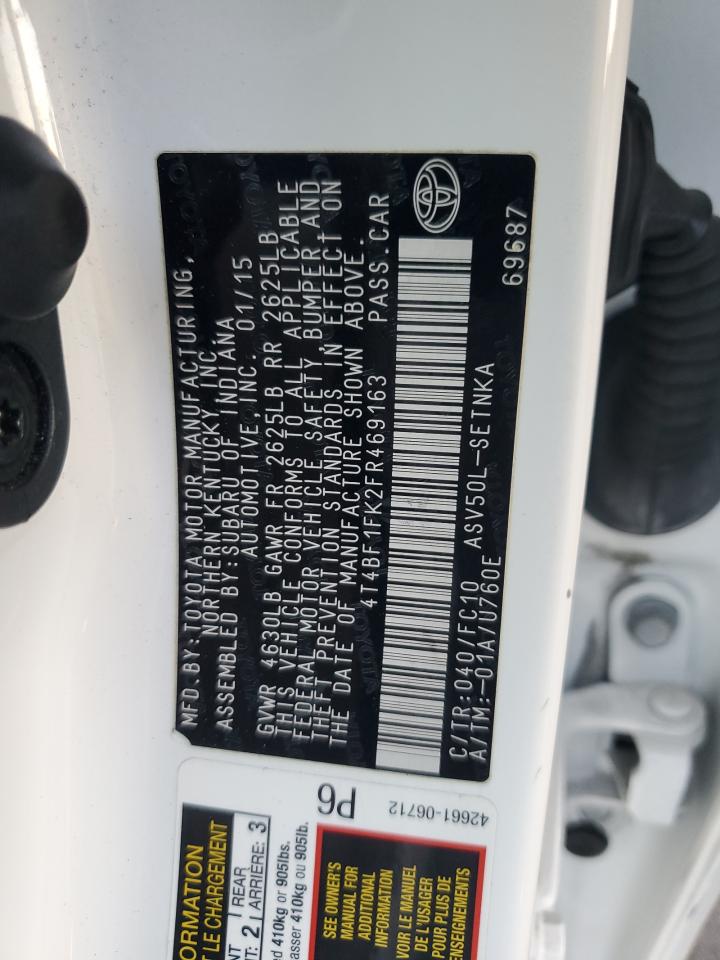 MFD. BY: TOYOTA MOTOR MANUFACTURING,
NORTHERN KENTUCKY INC.
ASSEMBLED BY: SUBARU OF INDIANA
AUTOMOTIVE, INC. 01/15
GVWR 4630LB GAWR FR 2625LB RR 2625LB
THIS VEHICLE CONFORMS TO ALL APPLICABLE
FEDERAL MOTOR VEHICLE SAFETY, BUMPER AND
THEFT PREVENTION STANDARDS IN EFFECT ON
THE DATE OF MANUFACTURE SHOWN ABOVE.
4T4BF1FK2FR469163 PASS.CAR
C/TR:040/FC10 ASV50L-SETNKA
A/TM:-01A/U760E 69687
INFORMATION
T LE CHARGEMENT
NT REAR
NT: 2 ARRIÈRE: 3
ed 410kg or 905lbs.
asser 410kg ou 905lb.
P6
42661-06712
SEE OWNER'S
MANUAL FOR
ADDITIONAL
INFORMATION
VOIR LE MANUEL
DE L'USAGER
POUR PLUS DE
ENSEIGNEMENTS